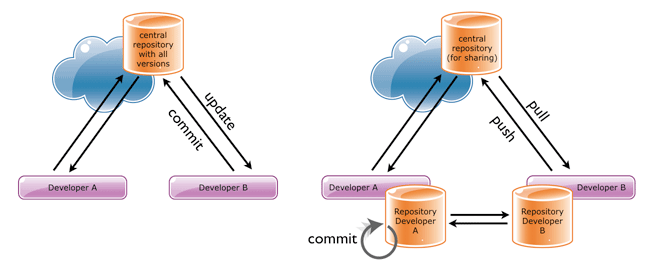 central
repository
with all
versions
update
commit
Developer A
Developer B
central
repository
(for sharing)
pull
push
Developer A
Developer B
Repository
Developer
A
Repository
Developer
B
commit